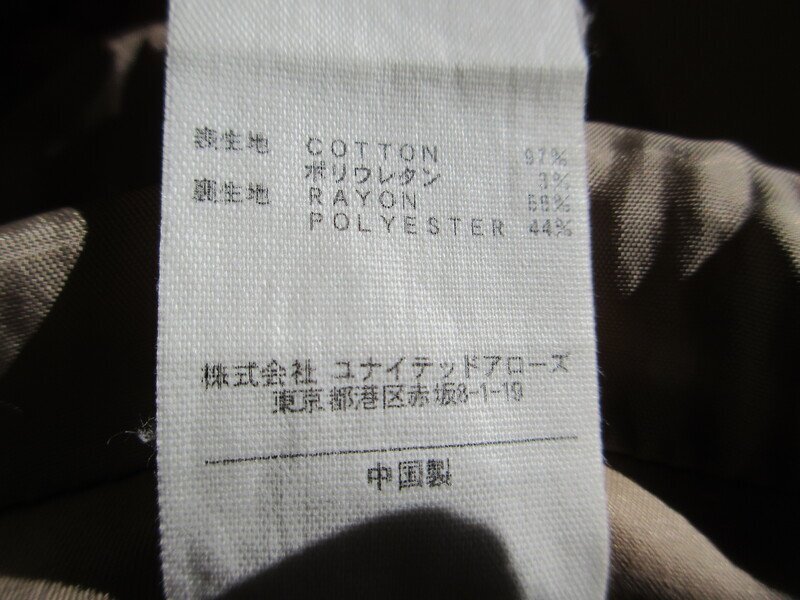 表生地 COTTON 97%
ポリウレタン 3%
裏生地 RAYON 56%
POLYESTER 44%
株式会社 ユナイテッドアローズ
東京都港区赤坂8-1-19
中国製